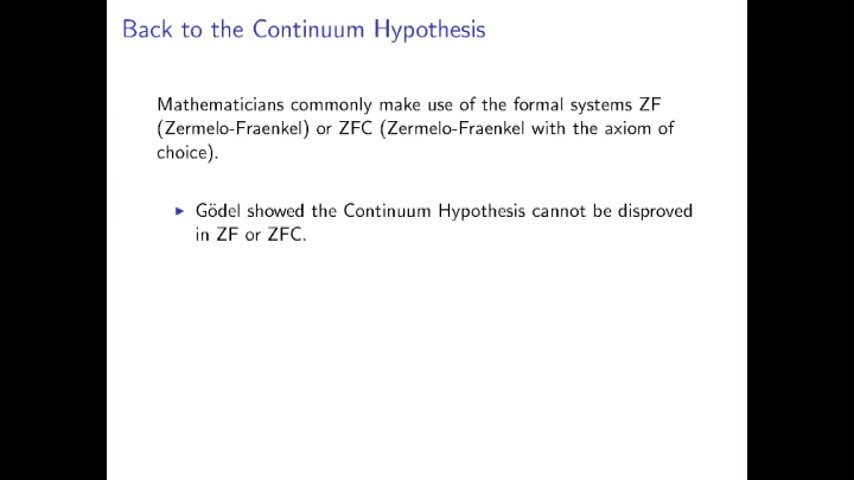 Back to the Continuum Hypothesis
Mathematicians commonly make use of the formal systems ZF
(Zermelo-Fraenkel) or ZFC (Zermelo-Fraenkel with the axiom of
choice).
▶ Gödel showed the Continuum Hypothesis cannot be disproved
in ZF or ZFC.